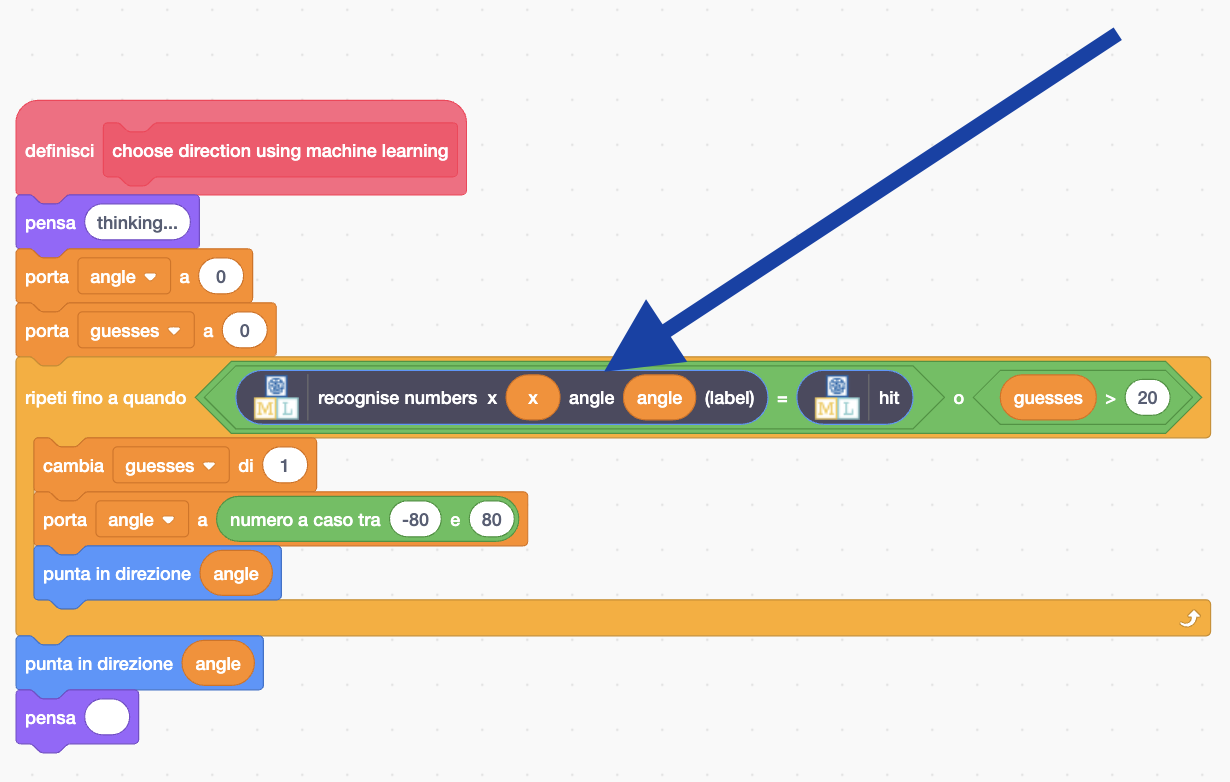 definisci choose direction using machine learning
pensa thinking...
porta angle a 0
porta guesses a 0
ripeti fino a quando ML recognise numbers x x angle angle (label) = ML hit o guesses > 20
cambia guesses di 1
porta angle a numero a caso tra -80 e 80
punta in direzione angle
punta in direzione angle
pensa